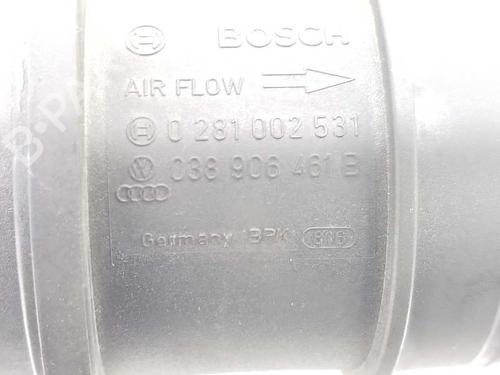 BOSCH
AIR FLOW
0 281 002 531
038 906 461 B
Germany